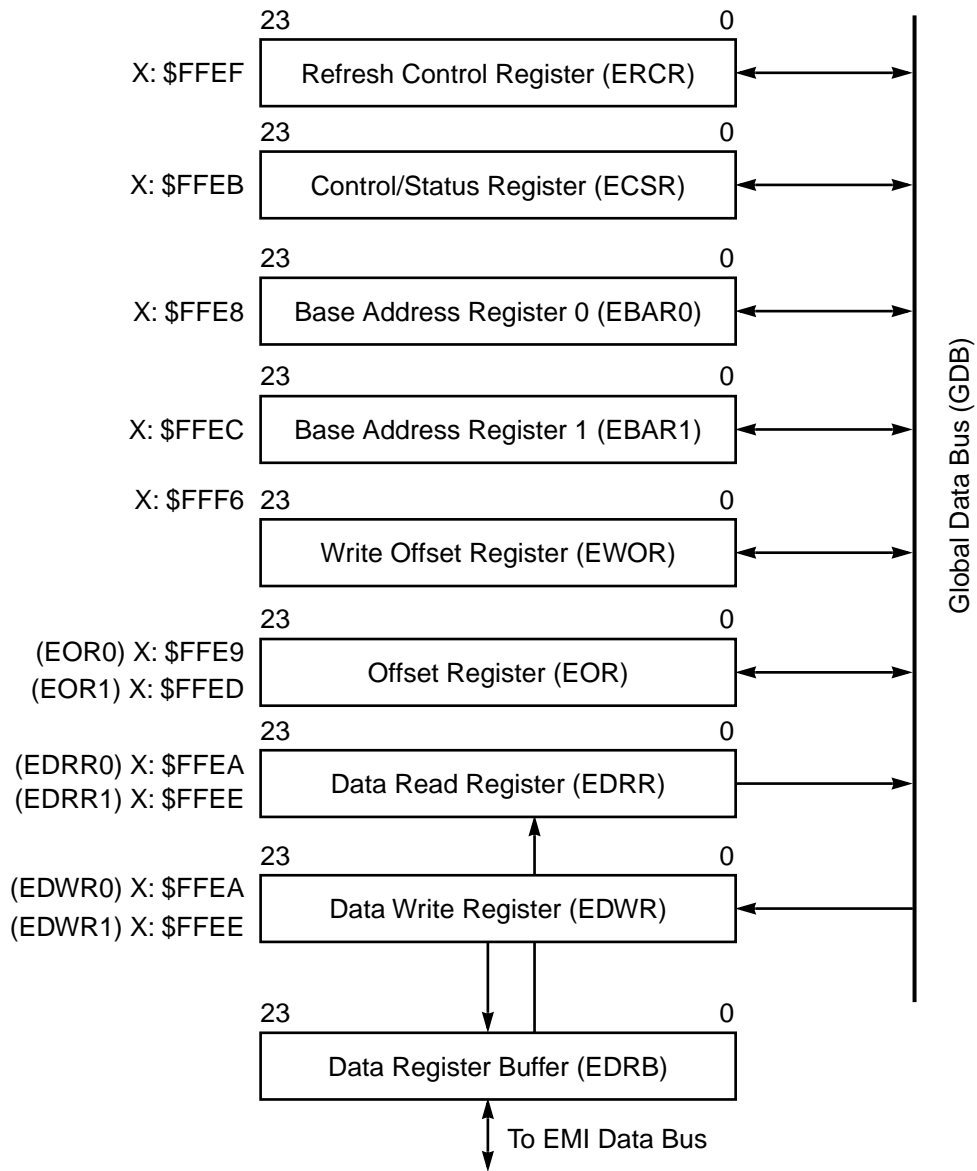 23 0
X: $FFEF Refresh Control Register (ERCR)
23 0
X: $FFEB Control/Status Register (ECSR)
23 0
X: $FFE8 Base Address Register 0 (EBAR0)
23 0
X: $FFEC Base Address Register 1 (EBAR1)
X: $FFF6 23 0
Write Offset Register (EWOR)
23 0
(EOR0) X: $FFE9
Offset Register (EOR)
(EOR1) X: $FFED
23 0
(EDRR0) X: $FFEA
Data Read Register (EDRR)
(EDRR1) X: $FFEE
23 0
(EDWR0) X: $FFEA
Data Write Register (EDWR)
(EDWR1) X: $FFEE
23 0
Data Register Buffer (EDRB)
To EMI Data Bus
Global Data Bus (GDB)